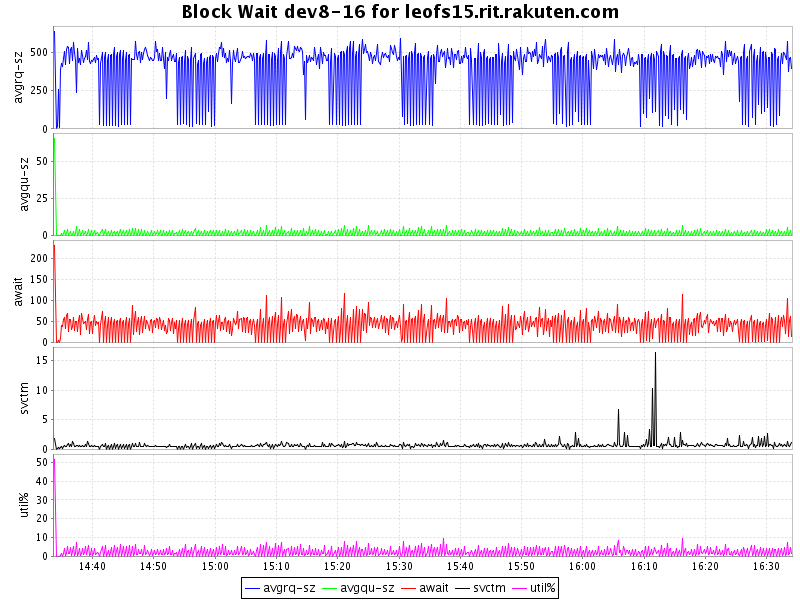 Block Wait dev8-16 for leofs15.rit.rakuten.com
avgrq-sz
500
250
0
avgqu-sz
50
25
0
await
200
150
100
50
0
svctm
15
10
5
0
util%
50
40
30
20
10
0
14:40 14:50 15:00 15:10 15:20 15:30 15:40 15:50 16:00 16:10 16:20 16:30
avgrq-sz avgqu-sz await svctm util%